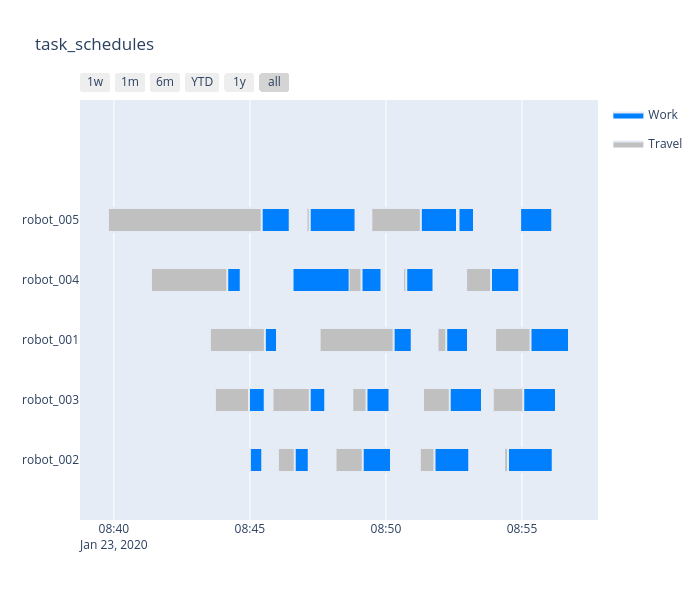 task_schedules
1w 1m 6m YTD 1y all
Work
Travel
robot_005
robot_004
robot_001
robot_003
robot_002
08:40 08:45 08:50 08:55
Jan 23, 2020